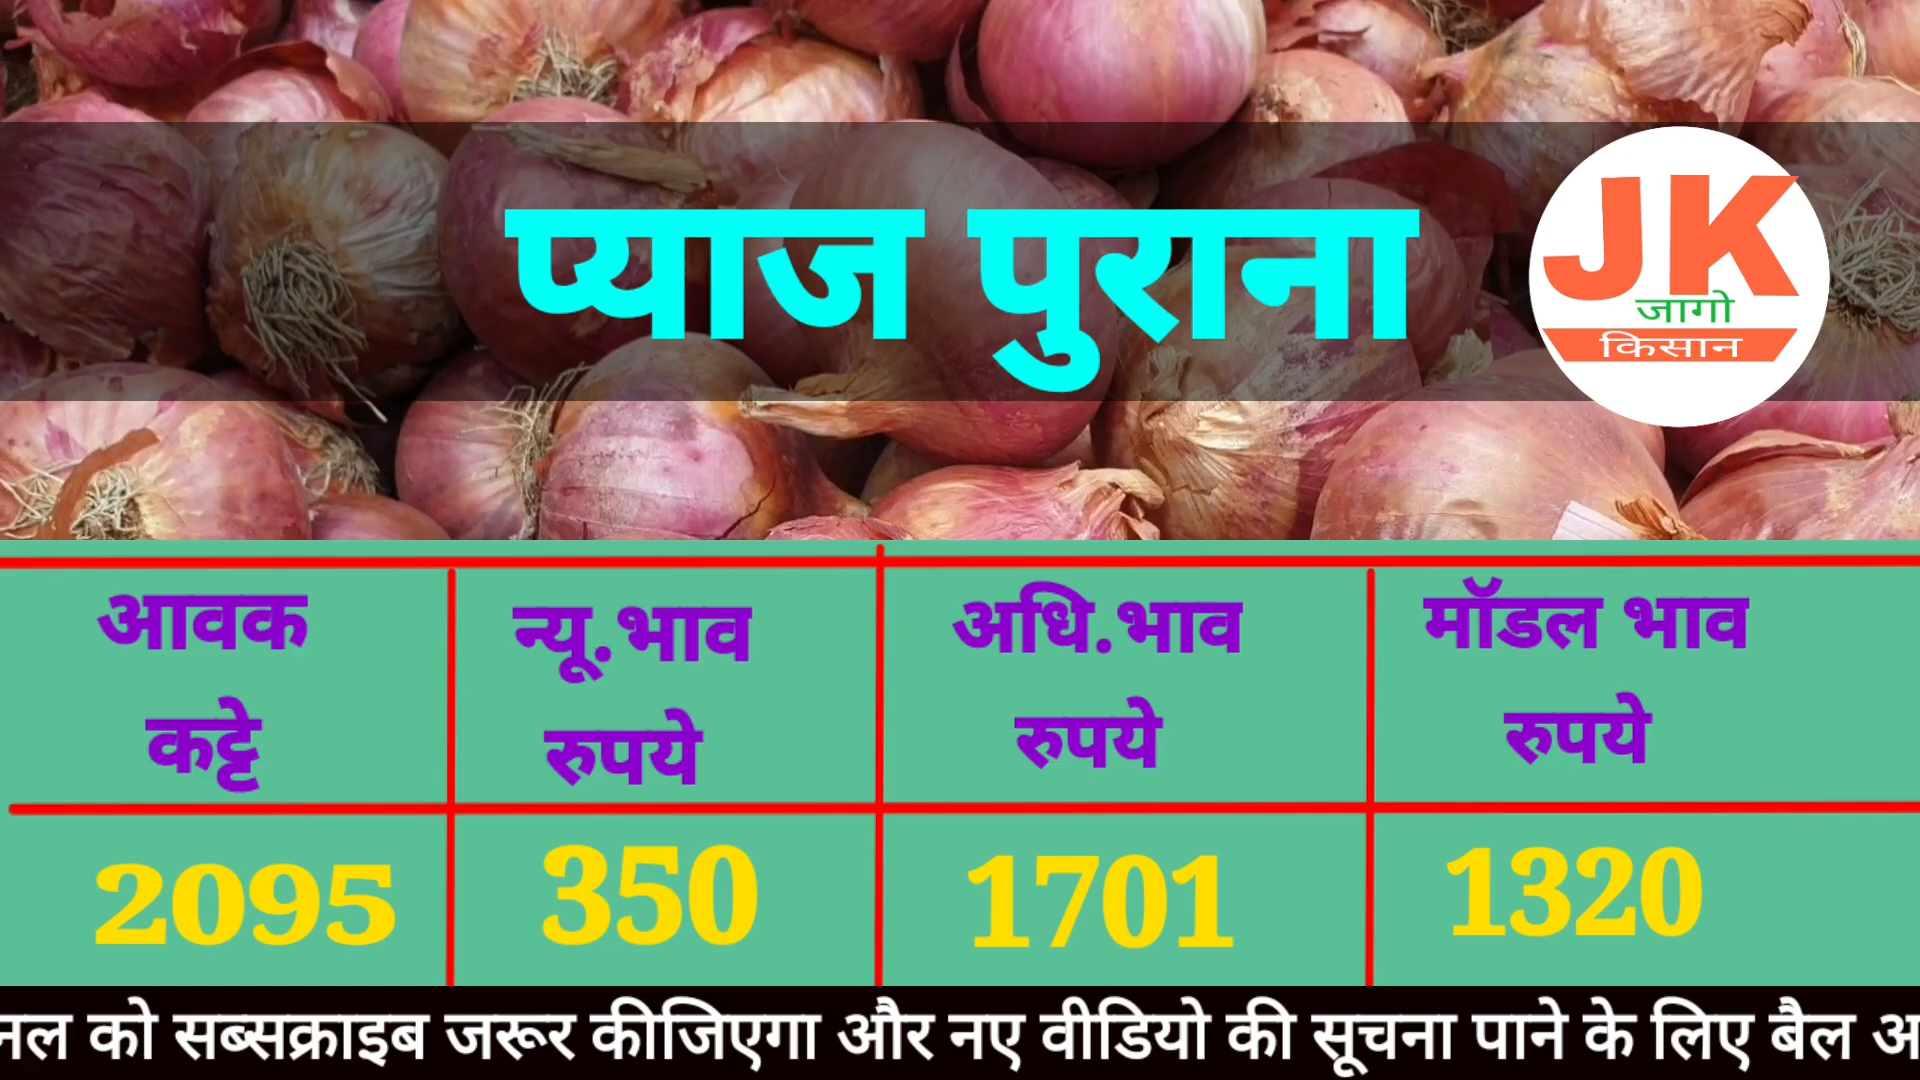 प्याज पुराना
JK
जागो
किसान
आवक
कट्टे
न्यू.भाव
रुपये
अधि.भाव
रुपये
मॉडल भाव
रुपये
2095
350
1701
1320
को सब्सक्राइब जरूर कीजिएगा और नए वीडियो की सूचना पाने के लिए बैल